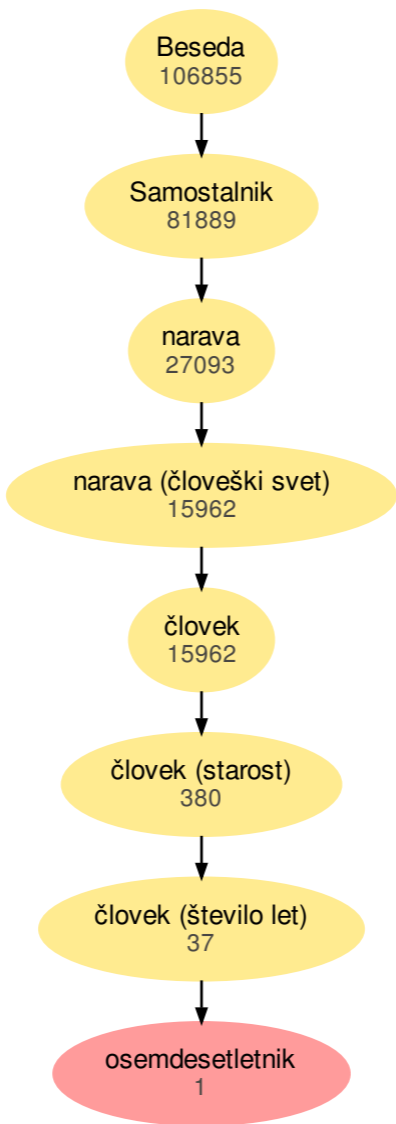 Beseda
106855
Samostalnik
81889
narava
27093
narava (človeški svet)
15962
človek
15962
človek (starost)
380
človek (število let)
37
osemdesetletnik
1